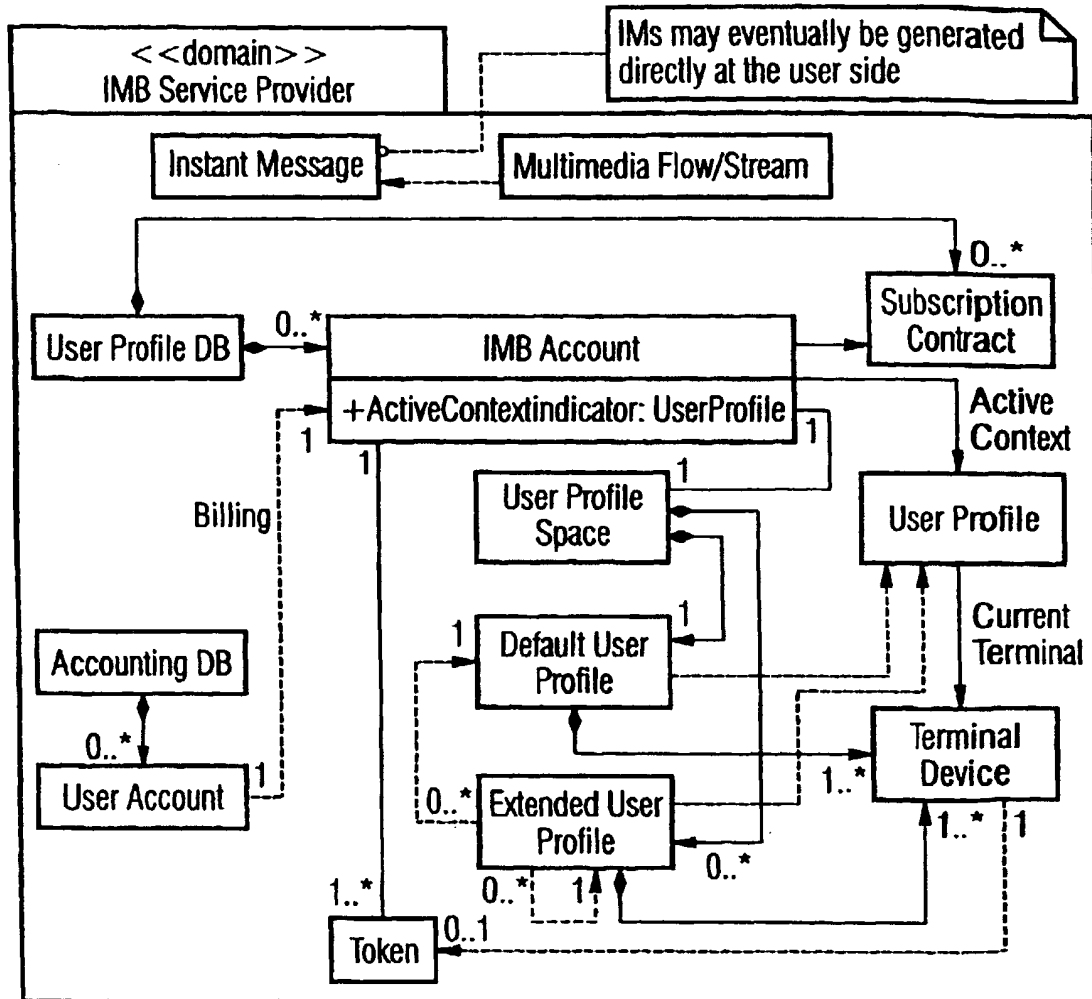 <<domain>>
IMB Service Provider
IMs may eventually be generated
directly at the user side
Instant Message
Multimedia Flow/Stream
0..*
Subscription
Contract
User Profile DB
0..*
IMB Account
+ActiveContextindicator: UserProfile
1
1
1
Active
Context
1
User Profile
Space
User Profile
Billing
1
1
Default User
Profile
Current
Terminal
Accounting DB
0..*
User Account
1
Terminal
Device
1..*
0..*
Extended User
Profile
1..*
1
0..*
0..*
1
1..*
Token
0..1